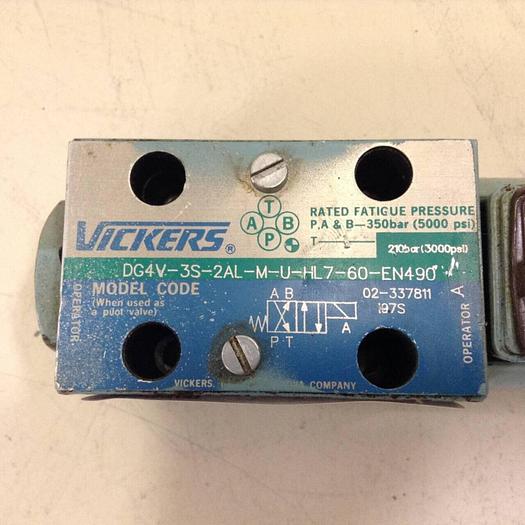 T
A B
P
VICKERS®
RATED FATIGUE PRESSURE
P,A & B—350bar (5000 psi)
T— 210bar (3000psi)
DG4V-3S-2AL-M-U-HL7-60-EN490
MODEL CODE
(When used as
a pilot valve)
OPERATOR
A B
A
P T
02-337811
197S
OPERATOR A
VICKERS.
COMPANY